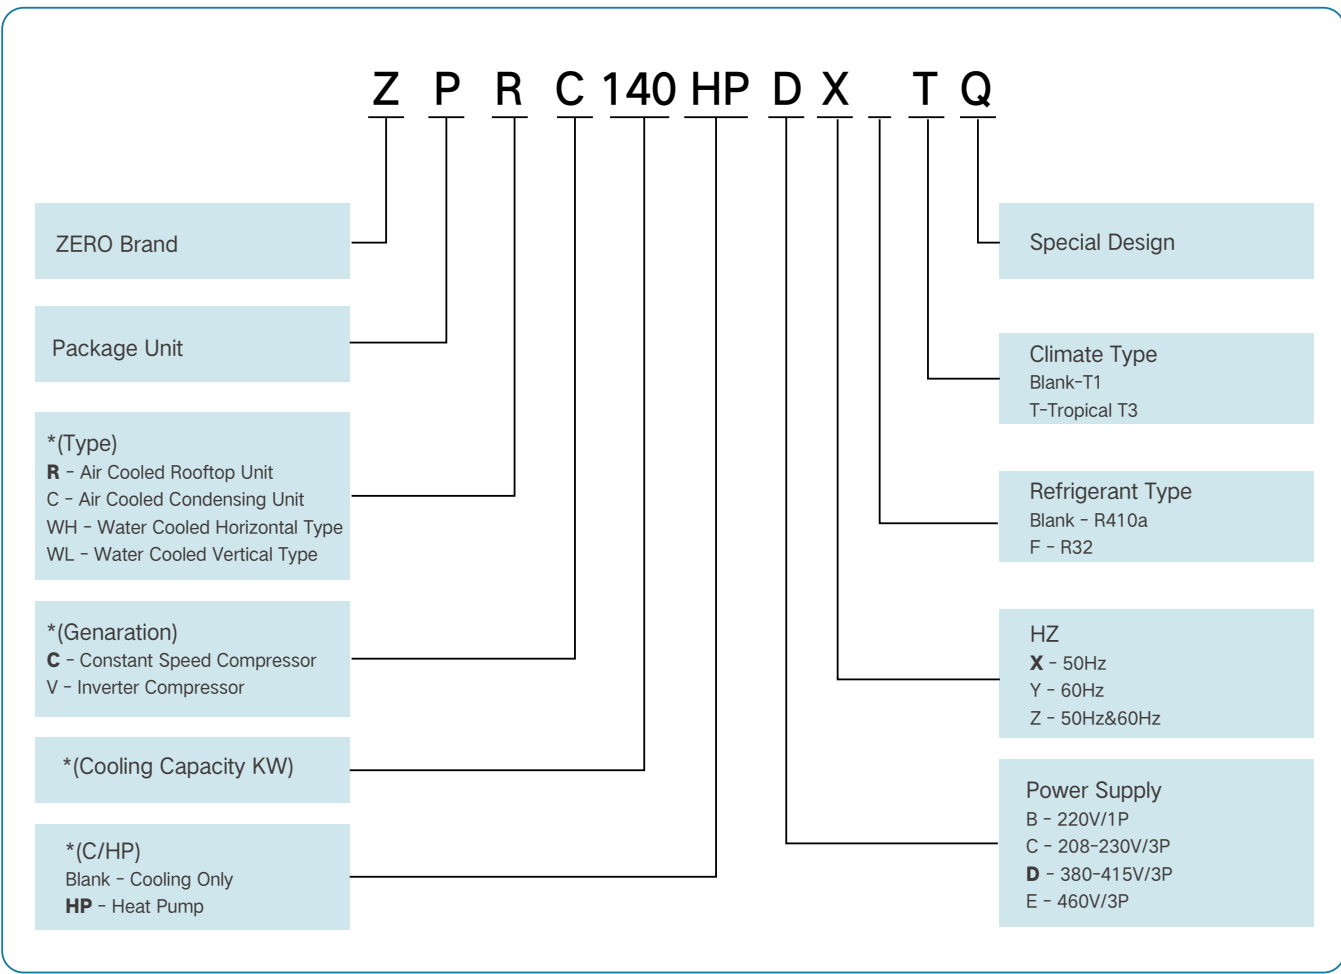 Z P R C 140 HP D X _ T Q
ZERO Brand
Package Unit
*(Type)
R - Air Cooled Rooftop Unit
C - Air Cooled Condensing Unit
WH - Water Cooled Horizontal Type
WL - Water Cooled Vertical Type
*(Genaration)
C - Constant Speed Compressor
V - Inverter Compressor
*(Cooling Capacity KW)
*(C/HP)
Blank - Cooling Only
HP - Heat Pump
Special Design
Climate Type
Blank-T1
T-Tropical T3
Refrigerant Type
Blank - R410a
F - R32
HZ
X - 50Hz
Y - 60Hz
Z - 50Hz&60Hz
Power Supply
B - 220V/1P
C - 208-230V/3P
D - 380-415V/3P
E - 460V/3P